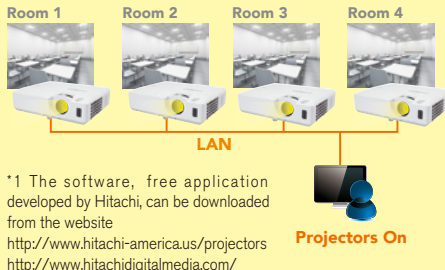 Room 1 Room 2 Room 3 Room 4
LAN
*1 The software, free application
developed by Hitachi, can be downloaded
from the website
http://www.hitachi-america.us/projectors
http://www.hitachidigitalmedia.com/
Projectors On